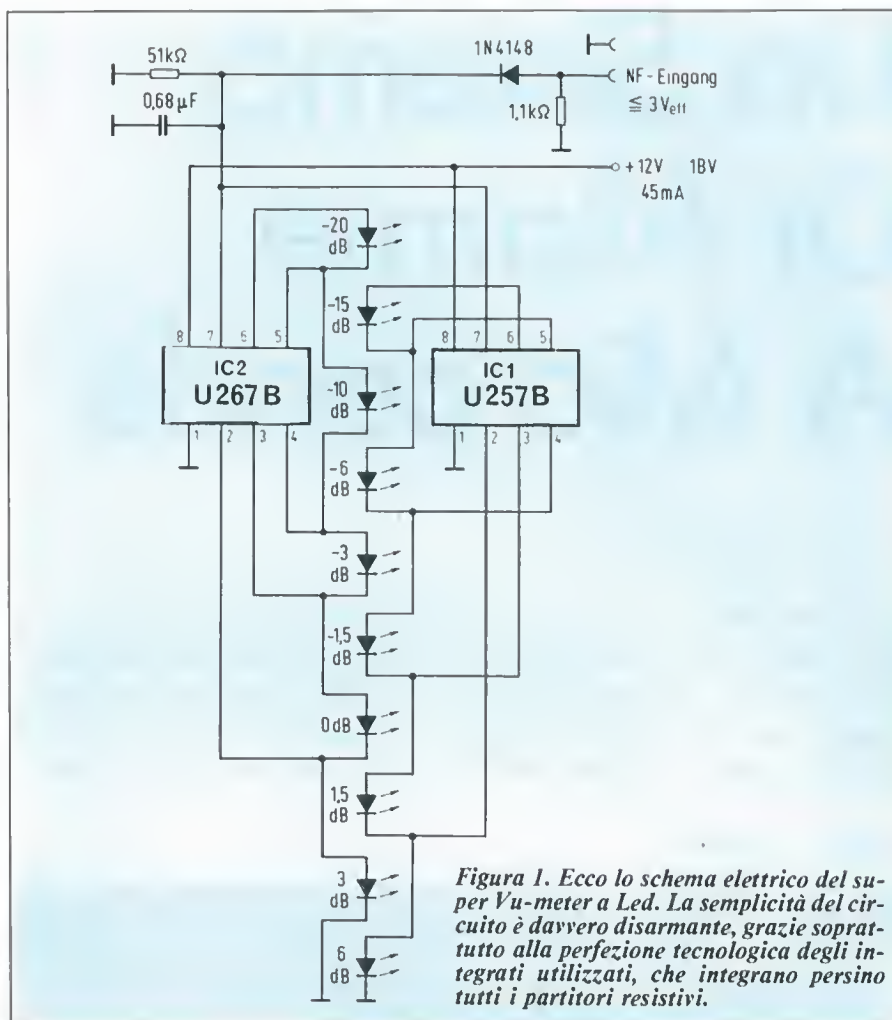 51kΩ
0,68µF
1N4148
NF-Eingang
≦ 3Veff
1,1kΩ
+12V 18V
45mA
-20
dB
-15
dB
-10
dB
-6
dB
-3
dB
-1,5
dB
0dB
1,5
dB
3
dB
6
dB
8 7 6 5
IC2
U267B
1 2 3 4
8 7 6 5
IC1
U257B
1 2 3 4
Figura 1. Ecco lo schema elettrico del su-
per Vu-meter a Led. La semplicità del cir-
cuito è davvero disarmante, grazie soprat-
tutto alla perfezione tecnologica degli in-
tegrati utilizzati, che integrano persino
tutti i partitori resistivi.